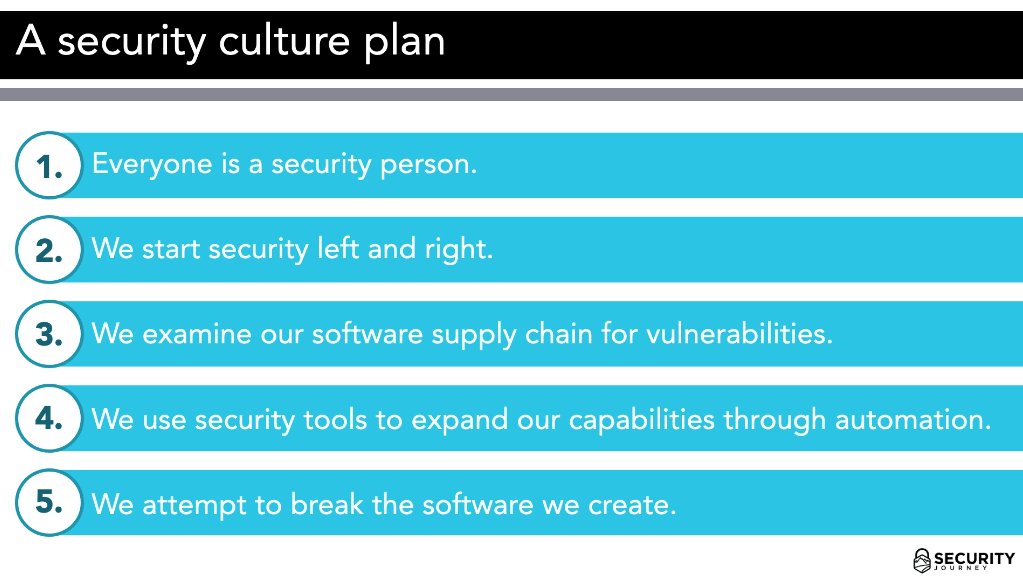 A security culture plan
1. Everyone is a security person.
2. We start security left and right.
3. We examine our software supply chain for vulnerabilities.
4. We use security tools to expand our capabilities through automation.
5. We attempt to break the software we create.
SECURITY
JOURNEY